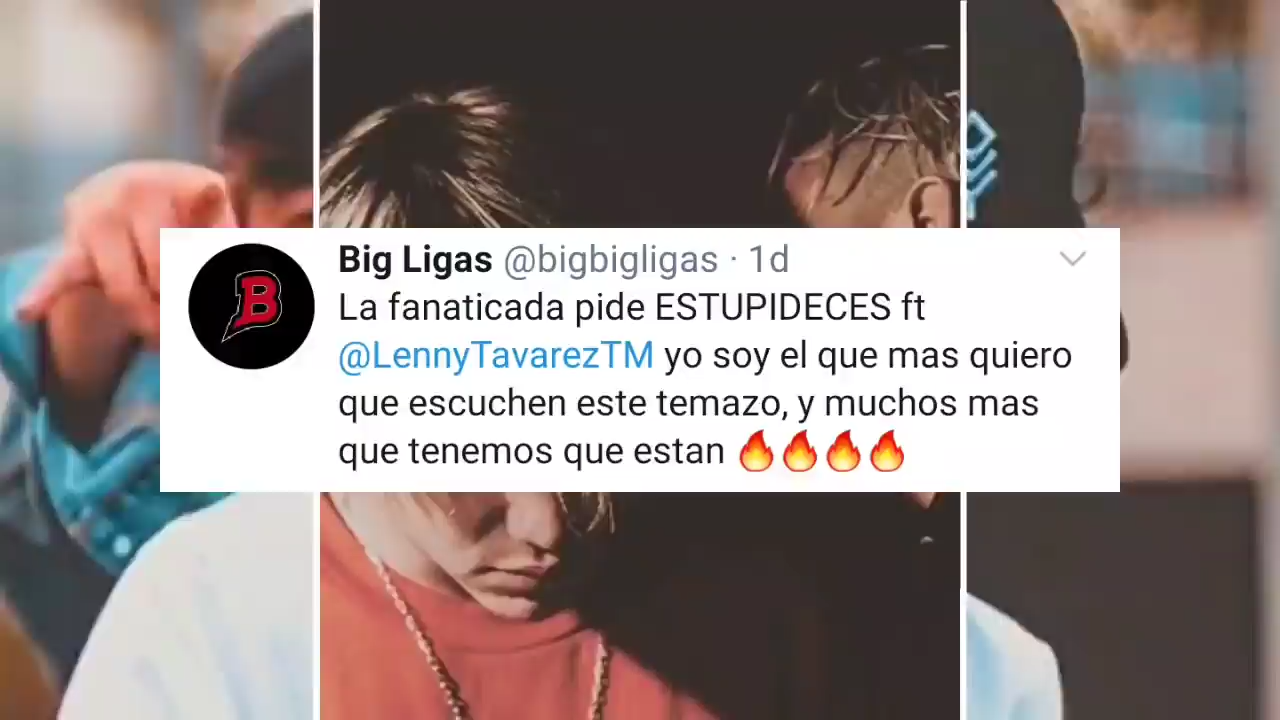 Big Ligas @bigbigligas · 1d
La fanaticada pide ESTUPIDECES ft
@LennyTavarezTM yo soy el que mas quiero
que escuchen este temazo, y muchos mas
que tenemos que estan 🔥🔥🔥🔥
B